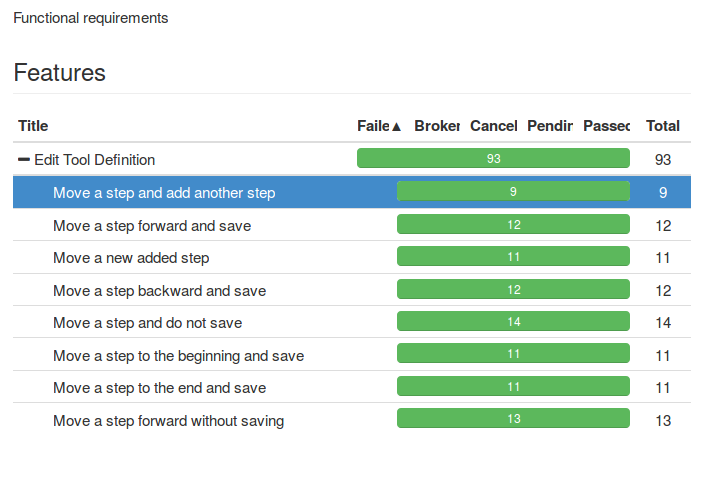 Functional requirements
Features
Title Faile▲ Broker Cancel Pendir Passec Total
Edit Tool Definition 93 93
Move a step and add another step 9 9
Move a step forward and save 12 12
Move a new added step 11 11
Move a step backward and save 12 12
Move a step and do not save 14 14
Move a step to the beginning and save 11 11
Move a step to the end and save 11 11
Move a step forward without saving 13 13